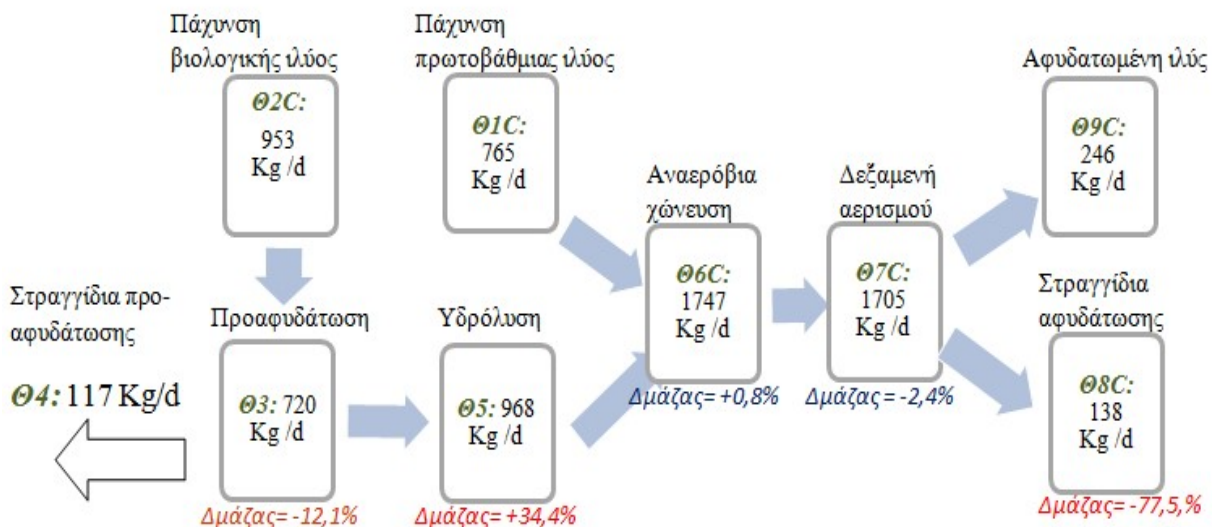 Πάχυνση
βιολογικής ιλύος
Θ2C:
953
Kg /d
Πάχυνση
πρωτοβάθμιας ιλύος
Θ1C:
765
Kg /d
Αφυδατωμένη ιλύς
Θ9C:
246
Kg /d
Αναερόβια
χώνευση
Θ6C:
1747
Kg /d
Δμάζας= +0,8%
Δεξαμενή
αερισμού
Θ7C:
1705
Kg /d
Δμάζας = -2,4%
Στραγγίδια προ-
αφυδάτωσης
Θ4: 117 Kg/d
Προαφυδάτωση
Θ3: 720
Kg /d
Δμάζας= -12,1%
Υδρόλυση
Θ5: 968
Kg /d
Δμάζας= +34,4%
Στραγγίδια
αφυδάτωσης
Θ8C:
138
Kg /d
Δμάζας= -77,5,%